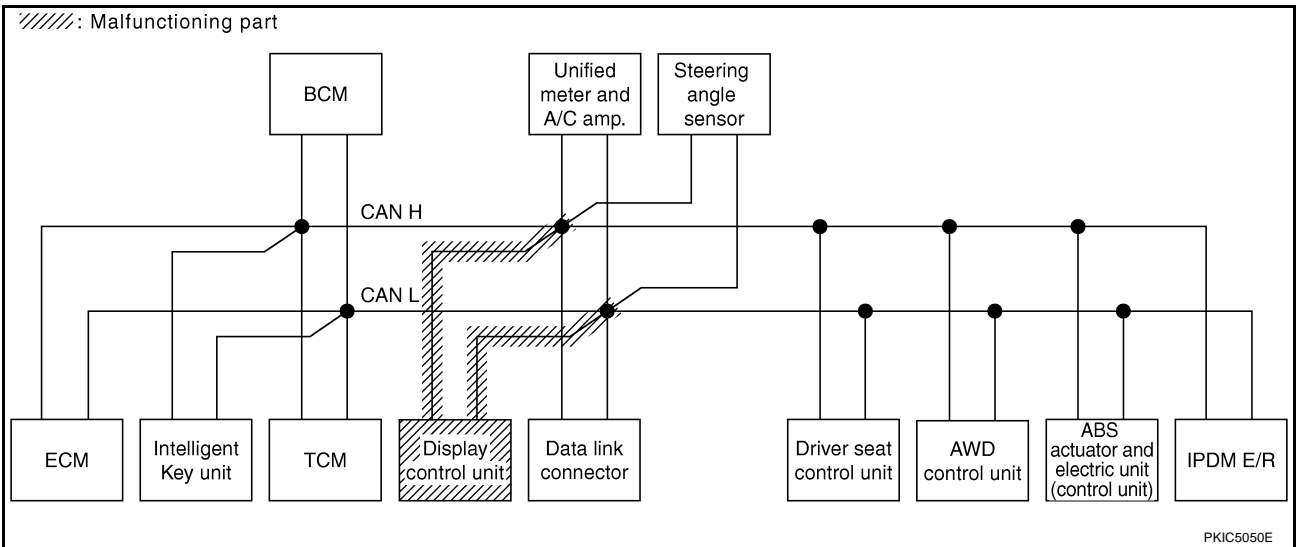 : Malfunctioning part
BCM
Unified
meter and
A/C amp.
Steering
angle
sensor
CAN H
CAN L
ECM
Intelligent
Key unit
TCM
Display
control unit
Data link
connector
Driver seat
control unit
AWD
control unit
ABS
actuator and
electric unit
(control unit)
IPDM E/R
PKIC5050E